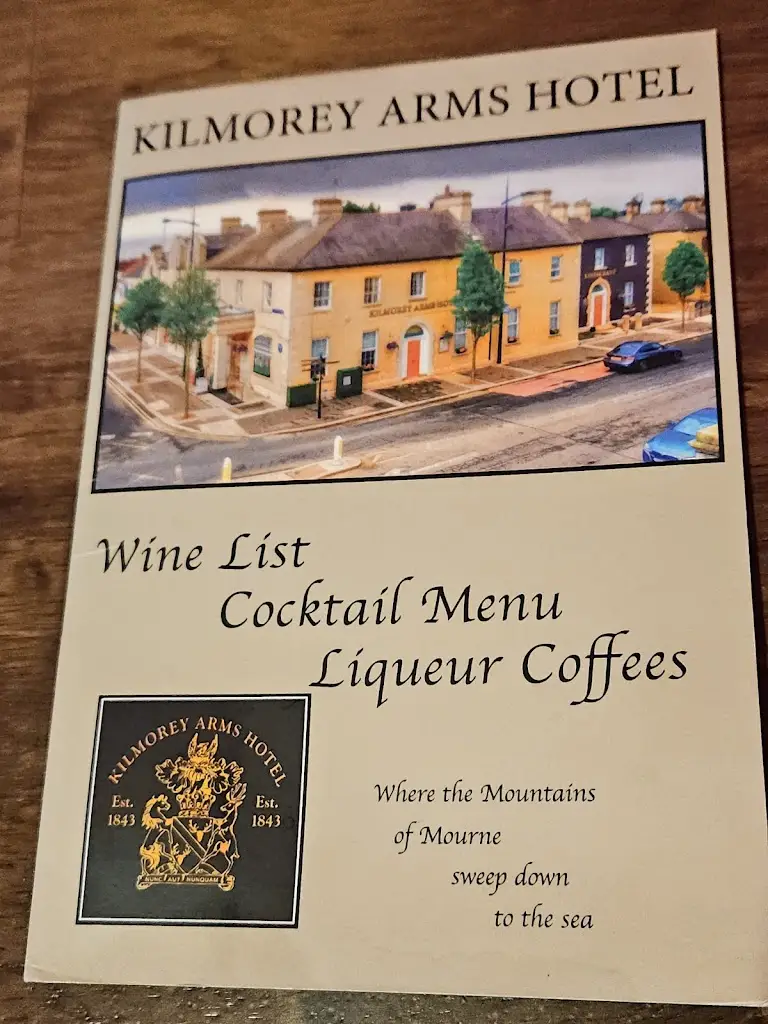 KILMOREY ARMS HOTEL
KILMOREY ARMS HO
Wine List
Cocktail Menu
Liqueur Coffees
KILMOREY ARMS HOTEL
Est. Est.
1843 1843
NUNC AUT NUNQUAM
Where the Mountains
of Mourne
sweep down
to the sea